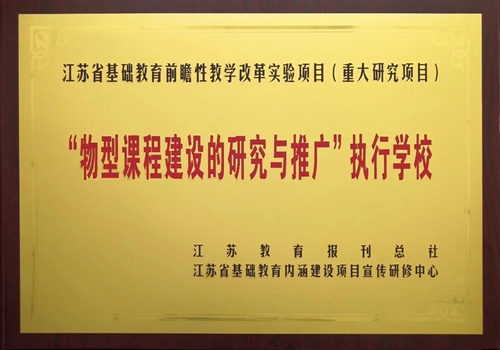 江苏省基础教育前瞻性教学改革实验项目（重大研究项目）
“物型课程建设的研究与推广”执行学校
江苏教育报刊总社
江苏省基础教育内涵建设项目宣传研修中心